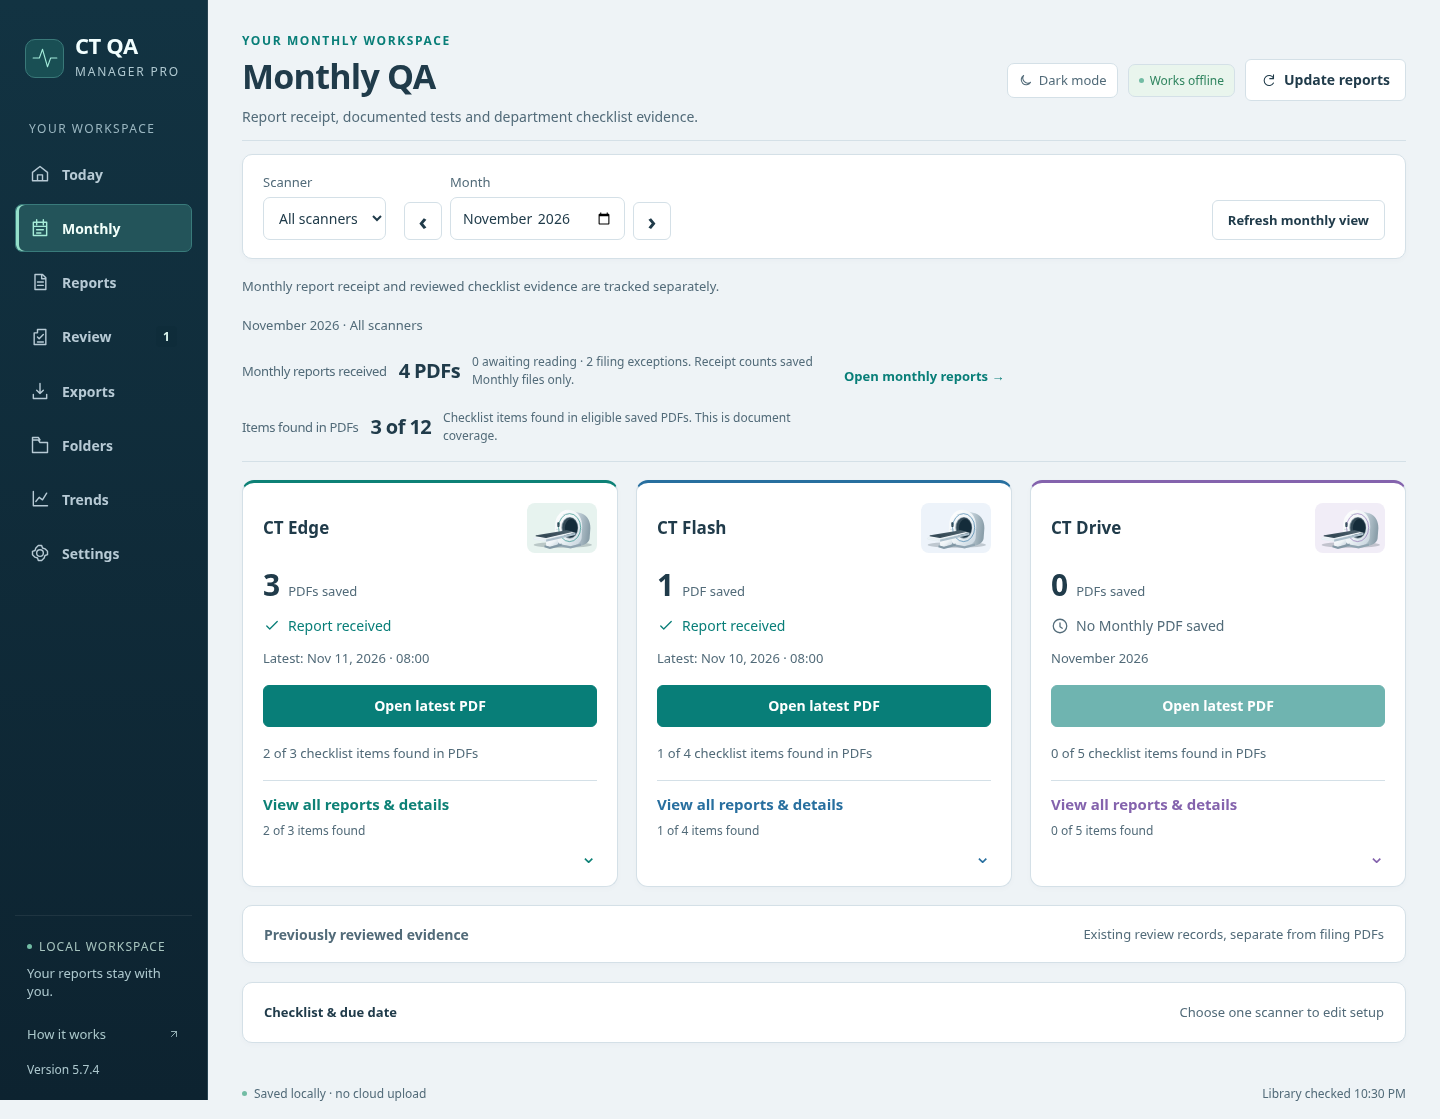 CT QA
MANAGER PRO
YOUR WORKSPACE
Today
Monthly
Reports
Review 1
Exports
Folders
Trends
Settings
LOCAL WORKSPACE
Your reports stay with
you.
How it works
Version 5.7.4
YOUR MONTHLY WORKSPACE
Monthly QA
Report receipt, documented tests and department checklist evidence.
Dark mode
Works offline
Update reports
Scanner
All scanners
Month
November 2026
Refresh monthly view
Monthly report receipt and reviewed checklist evidence are tracked separately.
November 2026 · All scanners
Monthly reports received 4 PDFs
0 awaiting reading · 2 filing exceptions. Receipt counts saved
Monthly files only.
Open monthly reports →
Items found in PDFs 3 of 12
Checklist items found in eligible saved PDFs. This is document
coverage.
CT Edge
3 PDFs saved
Report received
Latest: Nov 11, 2026 · 08:00
Open latest PDF
2 of 3 checklist items found in PDFs
View all reports & details
2 of 3 items found
CT Flash
1 PDF saved
Report received
Latest: Nov 10, 2026 · 08:00
Open latest PDF
1 of 4 checklist items found in PDFs
View all reports & details
1 of 4 items found
CT Drive
0 PDFs saved
No Monthly PDF saved
November 2026
Open latest PDF
0 of 5 checklist items found in PDFs
View all reports & details
0 of 5 items found
Previously reviewed evidence
Existing review records, separate from filing PDFs
Checklist & due date
Choose one scanner to edit setup
Saved locally · no cloud upload
Library checked 10:30 PM